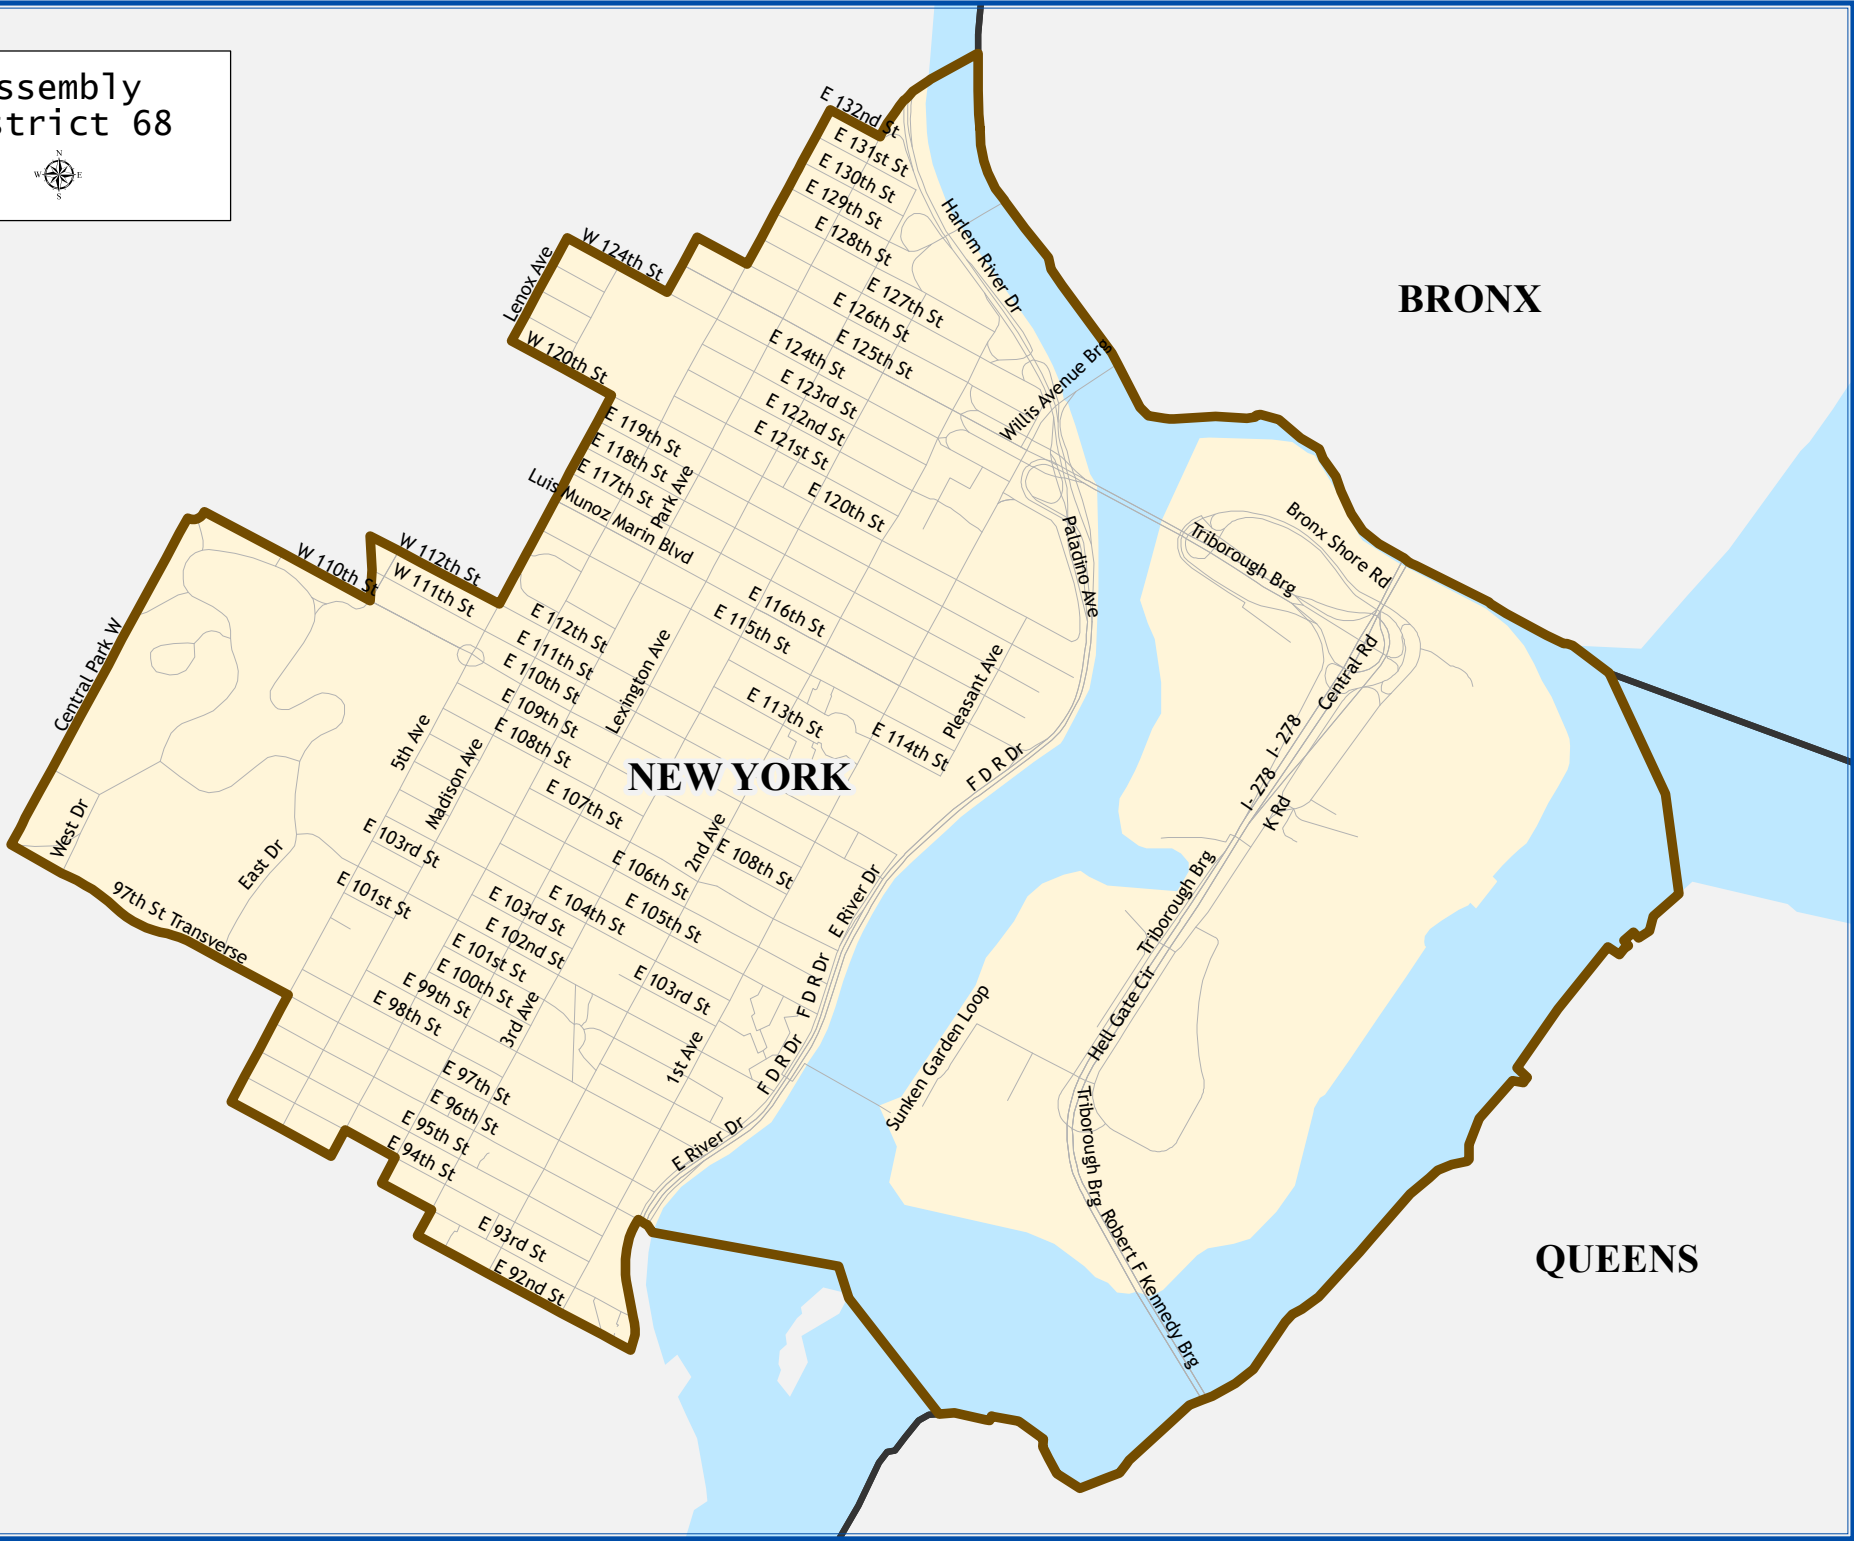 ssembly
strict 68
N
W E
S
E 132nd St
E 131st St
E 130th St
E 129th St
E 128th St
Harlem River Dr
W 124th St
Lenox Ave
E 127th St
E 126th St
E 125th St
E 124th St
BRONX
W 120th St
E 123rd St
E 122nd St
E 121st St
Willis Avenue Brg
E 119th St
E 118th St
E 117th St
Park Ave
Luis Munoz Marin Blvd
E 120th St
Paladino Ave
Triborough Brg
Bronx Shore Rd
W 112th St
W 110th St
W 111th St
E 116th St
E 115th St
E 112th St
E 111th St
E 110th St
E 109th St
E 108th St
Lexington Ave
Central Park W
Pleasant Ave
Central Rd
E 113th St
E 114th St
5th Ave
Madison Ave
NEW YORK
F D R Dr
I- 278
I- 278
K Rd
E 107th St
West Dr
East Dr
E 103rd St
2nd Ave
E 108th St
E 106th St
E 101st St
E 103rd St
E 104th St
E 105th St
E River Dr
Triborough Brg
97th St Transverse
E 102nd St
E 101st St
E 100th St
E 99th St
E 98th St
3rd Ave
E 103rd St
F D R Dr
F D R Dr
1st Ave
Hell Gate Cir
Sunken Garden Loop
E 97th St
E 96th St
E 95th St
E 94th St
E River Dr
Triborough Brg
Robert F Kennedy Brg
E 93rd St
E 92nd St
QUEENS